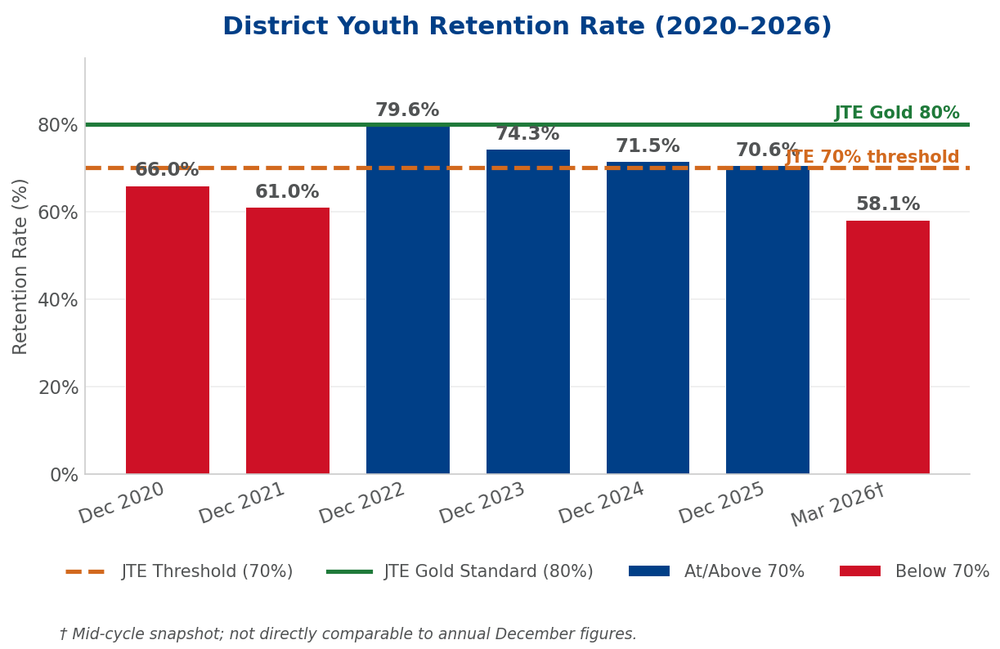 District Youth Retention Rate (2020–2026)
Retention Rate (%)
80%
60%
40%
20%
0%
JTE Gold 80%
JTE 70% threshold
66.0%
61.0%
79.6%
74.3%
71.5%
70.6%
58.1%
Dec 2020
Dec 2021
Dec 2022
Dec 2023
Dec 2024
Dec 2025
Mar 2026†
JTE Threshold (70%)
JTE Gold Standard (80%)
At/Above 70%
Below 70%
† Mid-cycle snapshot; not directly comparable to annual December figures.